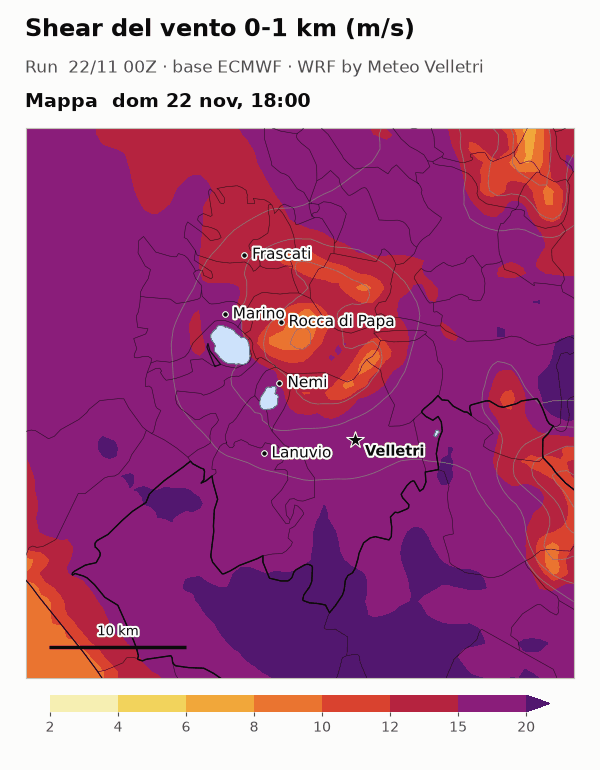 Shear del vento 0-1 km (m/s)
Run  22/11 00Z · base ECMWF · WRF by Meteo Velletri
Mappa  dom 22 nov, 18:00
Frascati
Marino
Rocca di Papa
Nemi
Velletri
Lanuvio
10 km
2 4 6 8 10 12 15 20